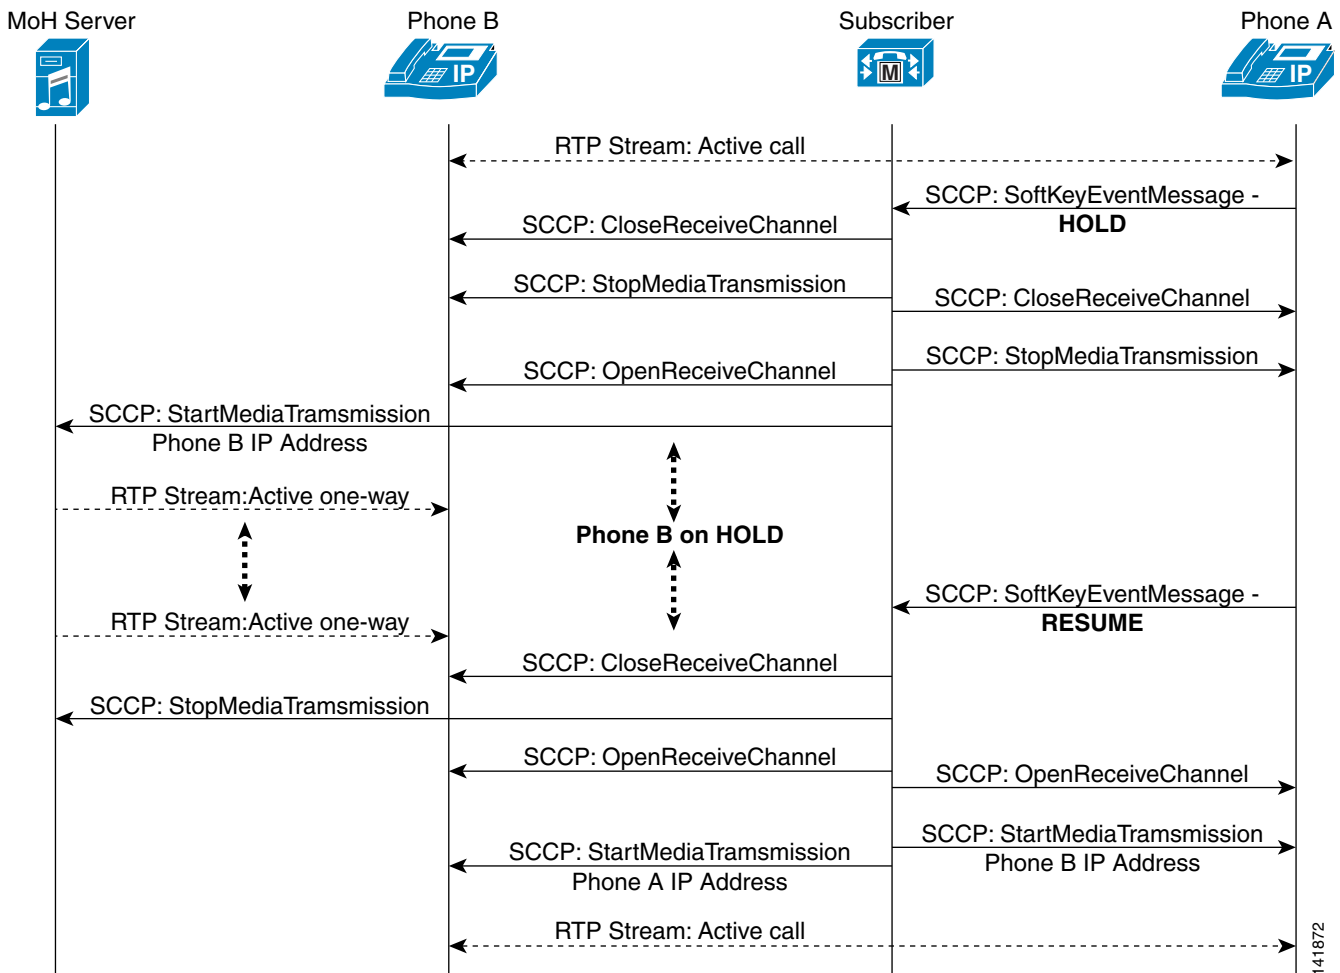 MoH Server
Phone B
Subscriber
Phone A
IP
M
IP
RTP Stream: Active call
SCCP: SoftKeyEventMessage -
HOLD
SCCP: CloseReceiveChannel
SCCP: StopMediaTransmission
SCCP: CloseReceiveChannel
SCCP: StopMediaTransmission
SCCP: OpenReceiveChannel
SCCP: StartMediaTramsmission
Phone B IP Address
RTP Stream:Active one-way
Phone B on HOLD
SCCP: SoftKeyEventMessage -
RESUME
RTP Stream:Active one-way
SCCP: CloseReceiveChannel
SCCP: StopMediaTramsmission
SCCP: OpenReceiveChannel
SCCP: OpenReceiveChannel
SCCP: StartMediaTramsmission
Phone B IP Address
SCCP: StartMediaTramsmission
Phone A IP Address
RTP Stream: Active call
141872